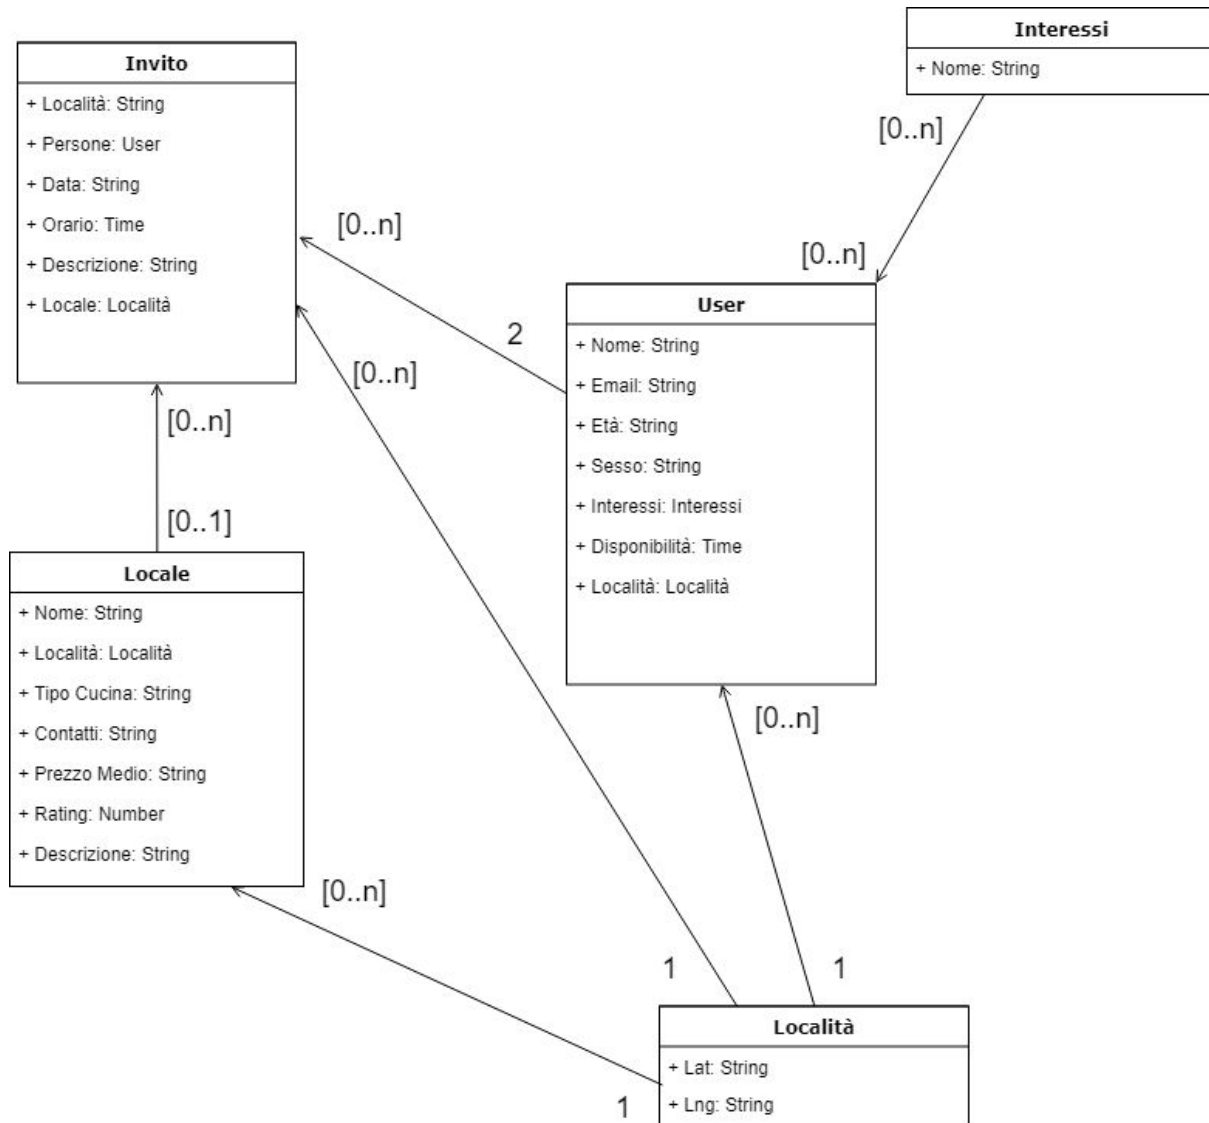 Interessi
+ Nome: String
Invito
+ Località: String
+ Persone: User
+ Data: String
+ Orario: Time
+ Descrizione: String
+ Locale: Località
[0..n]
[0..n]
[0..n]
2
[0..n]
User
+ Nome: String
+ Email: String
+ Età: String
+ Sesso: String
+ Interessi: Interessi
+ Disponibilità: Time
+ Località: Località
[0..n]
[0..1]
Locale
+ Nome: String
+ Località: Località
+ Tipo Cucina: String
+ Contatti: String
+ Prezzo Medio: String
+ Rating: Number
+ Descrizione: String
[0..n]
[0..n]
1
1
1
Località
+ Lat: String
+ Lng: String